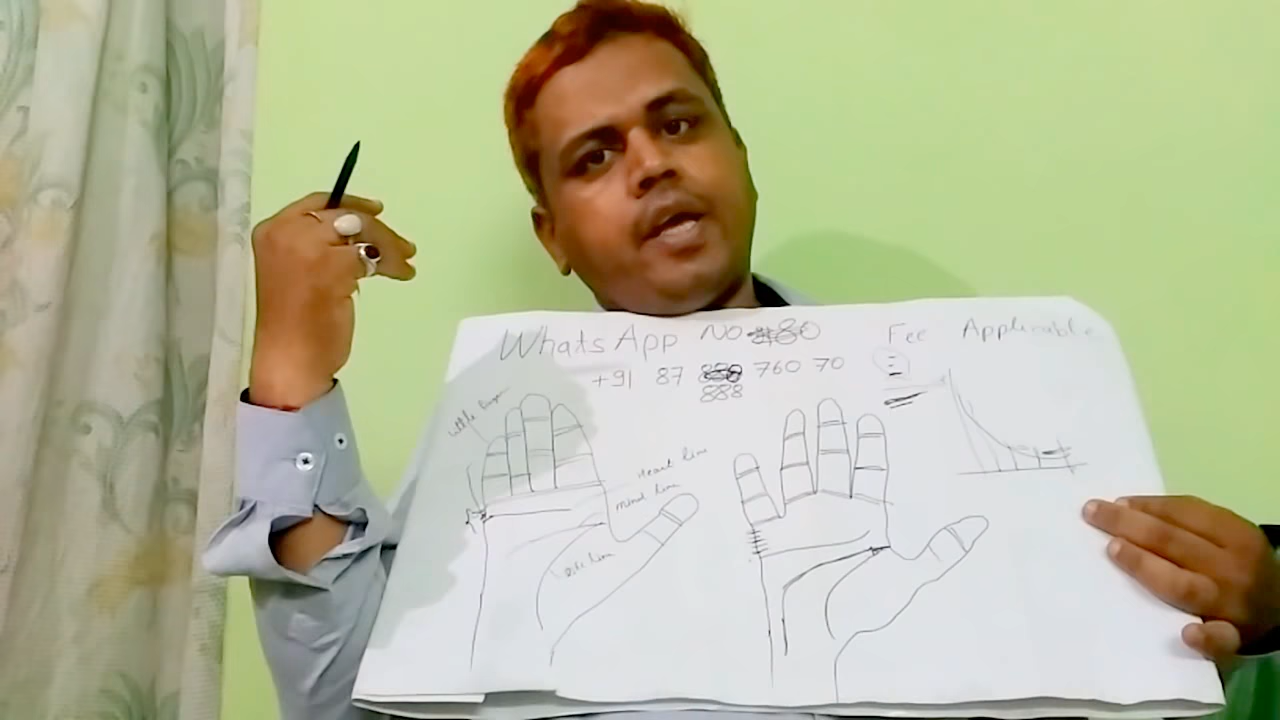 WhatsApp No
Fee Applicable
+91 87 760 70
888
little finger
Heart line
Mind line
Life line